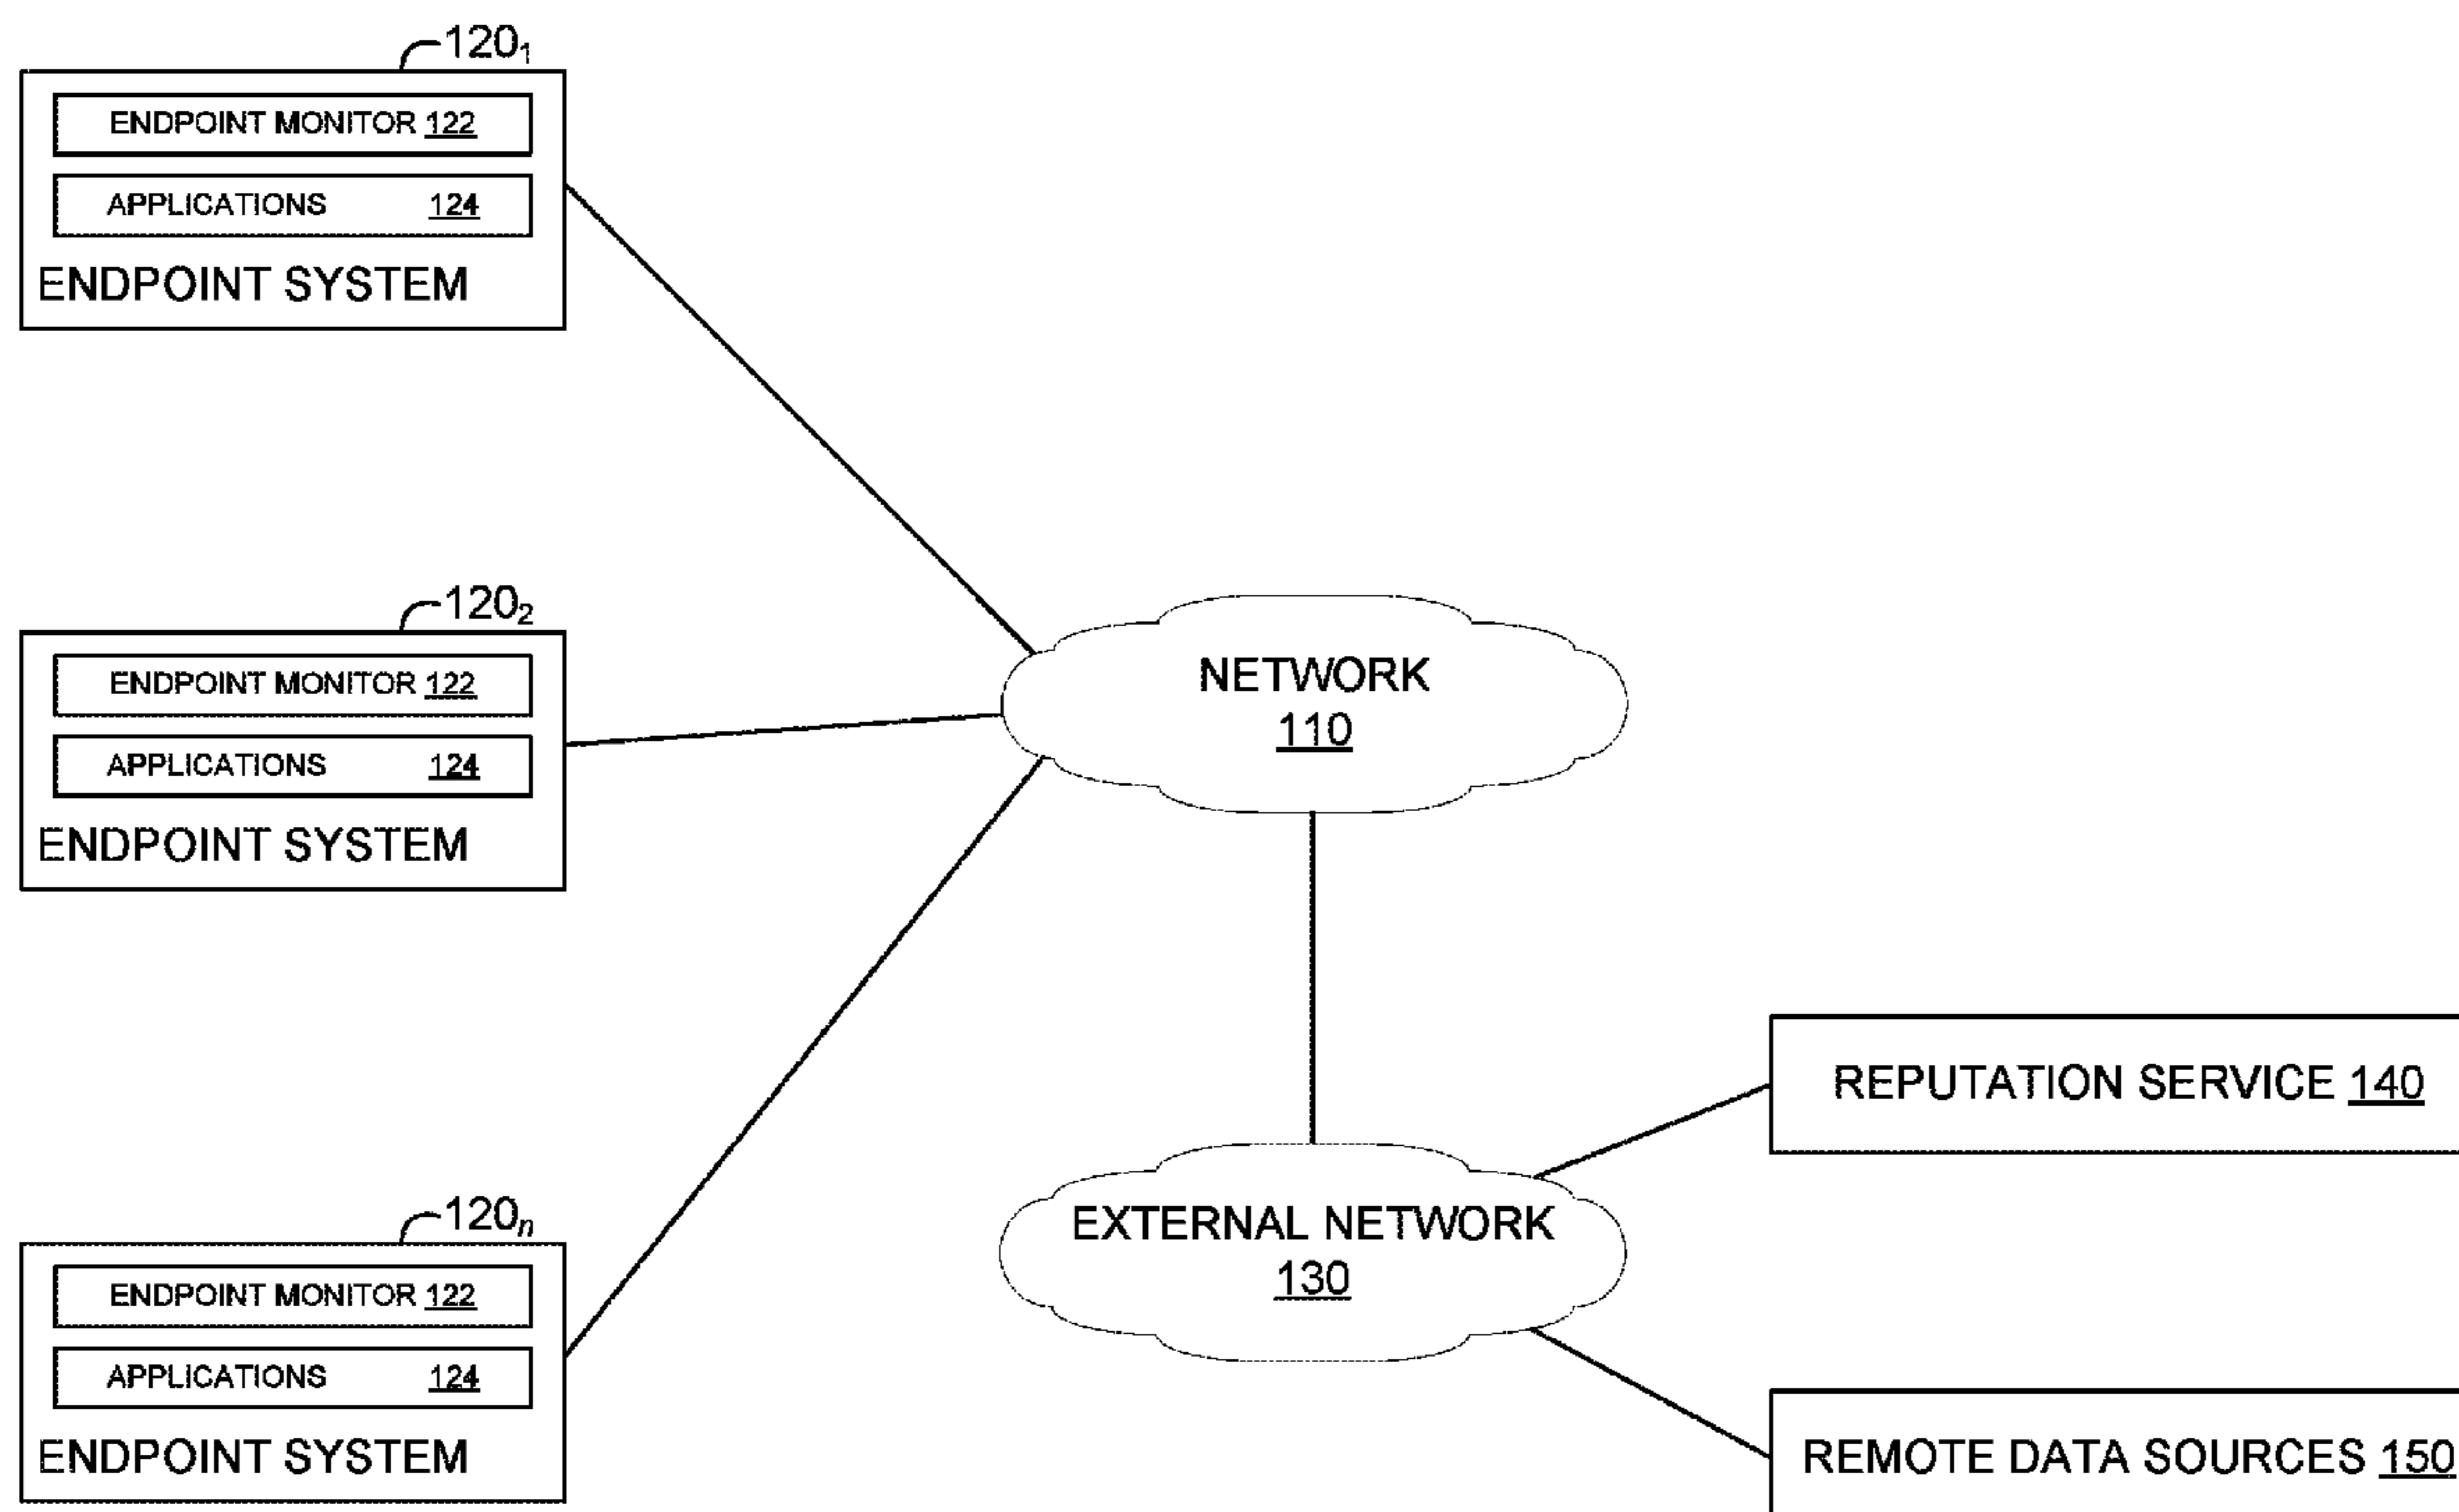 120₁
ENDPOINT MONITOR 122
APPLICATIONS 124
ENDPOINT SYSTEM
120₂
ENDPOINT MONITOR 122
APPLICATIONS 124
ENDPOINT SYSTEM
NETWORK
110
REPUTATION SERVICE 140
120ₙ
ENDPOINT MONITOR 122
APPLICATIONS 124
ENDPOINT SYSTEM
EXTERNAL NETWORK
130
REMOTE DATA SOURCES 150